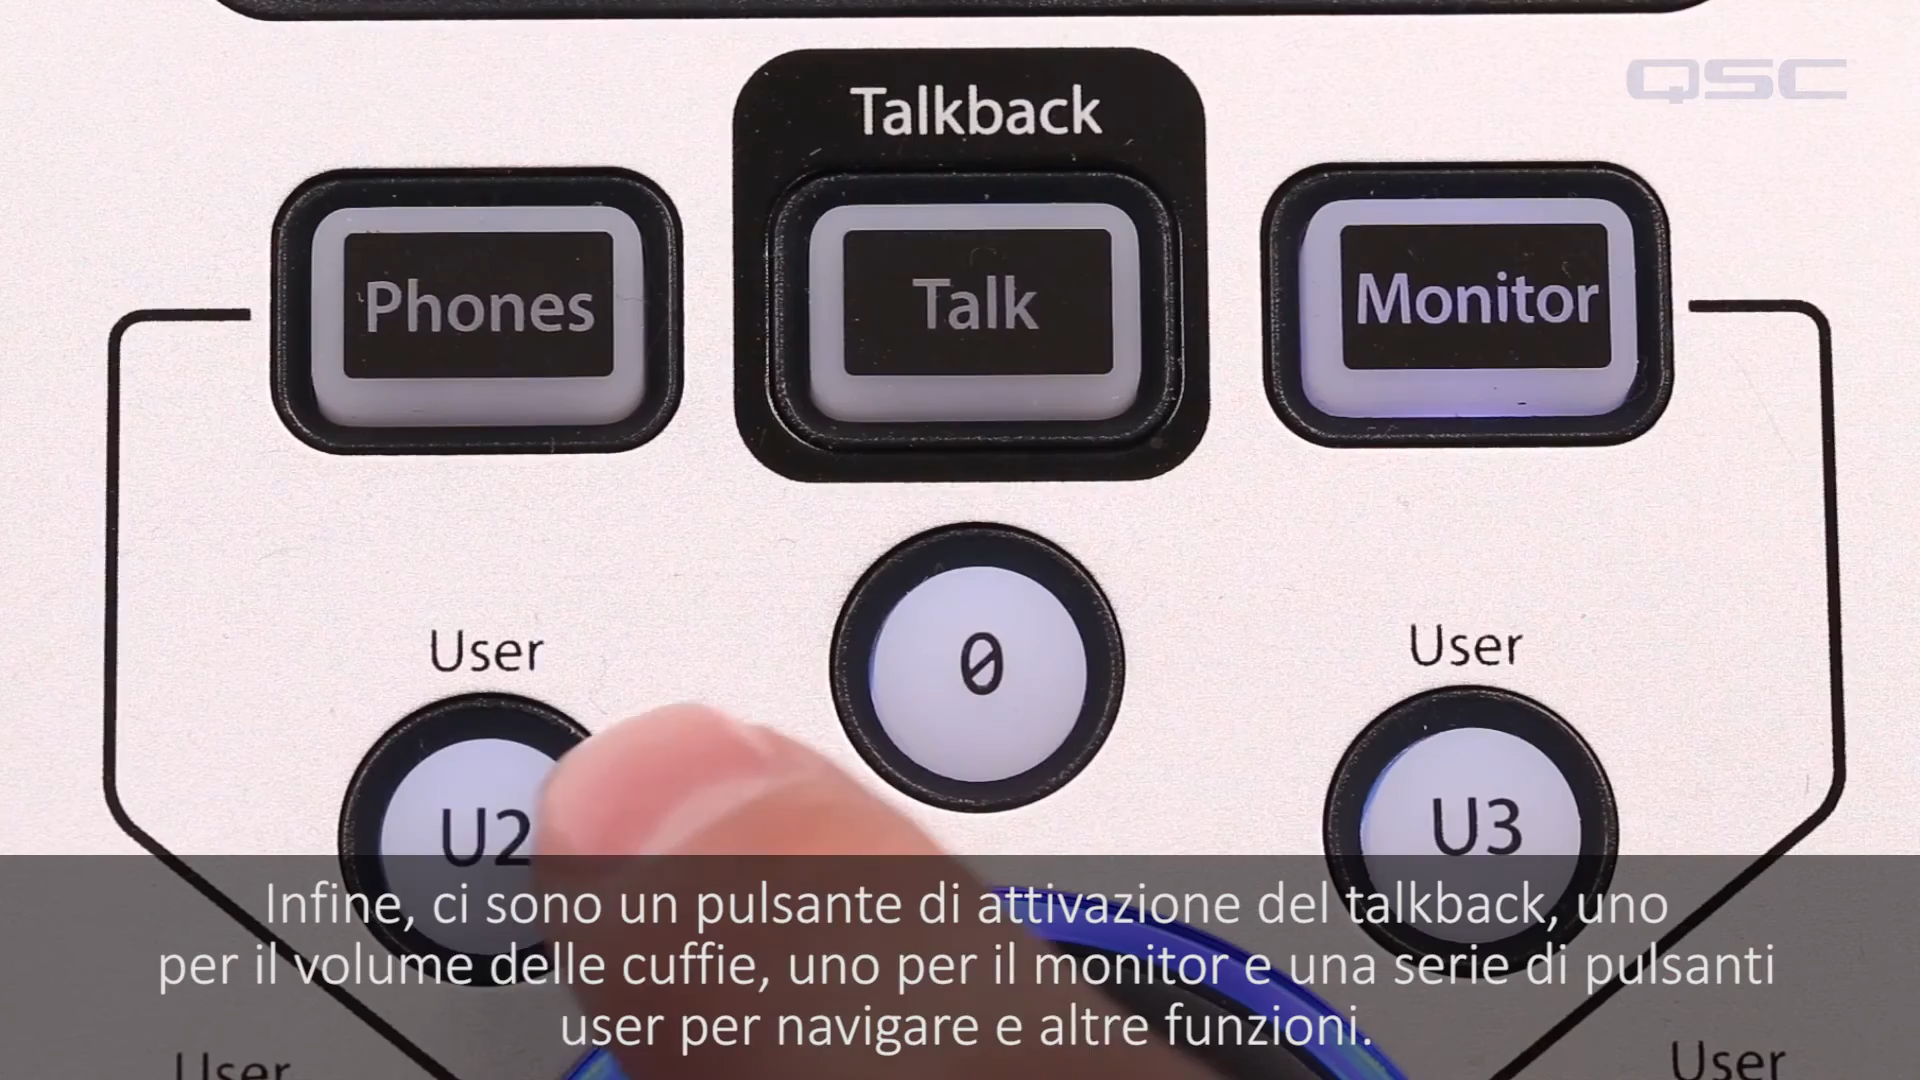 QSC
Talkback
Phones
Talk
Monitor
0
User
User
U2
U3
Infine, ci sono un pulsante di attivazione del talkback, uno
per il volume delle cuffie, uno per il monitor e una serie di pulsanti
user per navigare e altre funzioni.
User
User